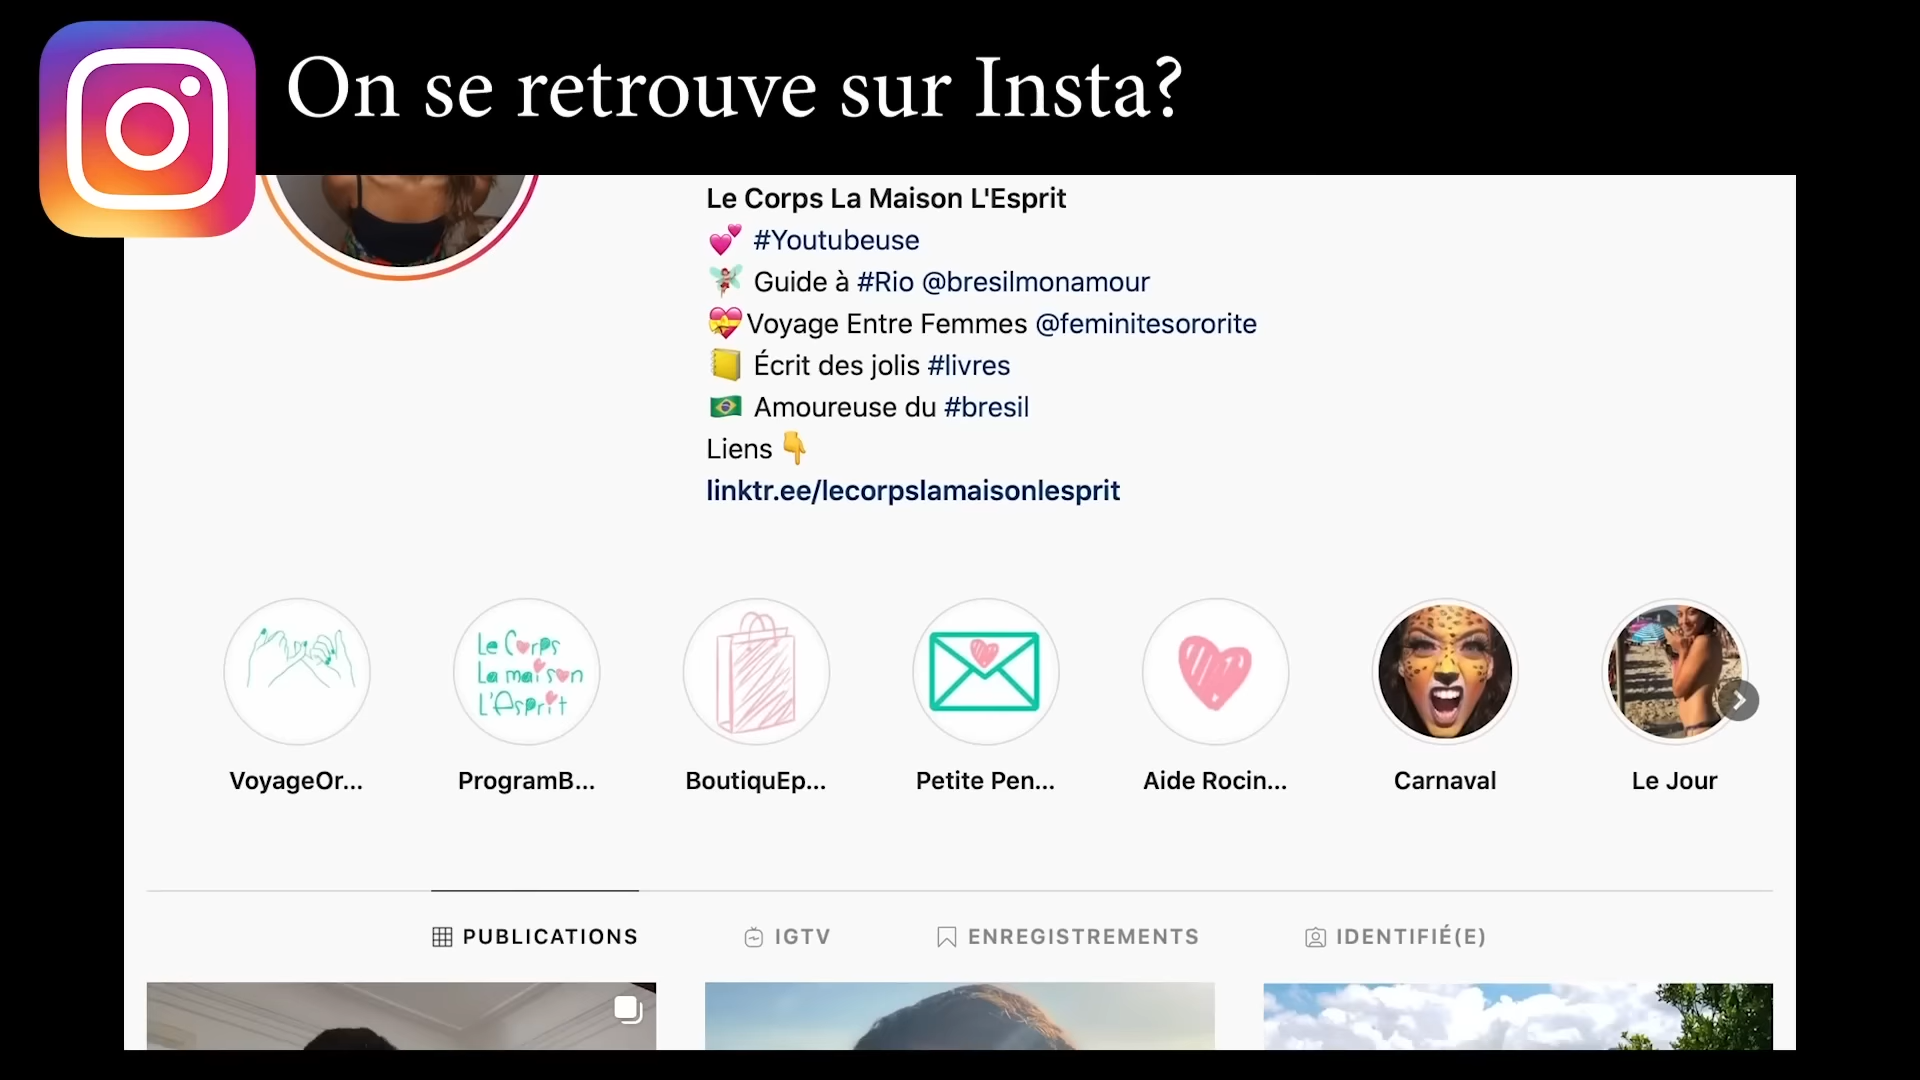 On se retrouve sur Insta?
Le Corps La Maison L'Esprit
💕 #Youtubeuse
🧚 Guide à #Rio @bresilmonamour
💝Voyage Entre Femmes @feminitesororite
📒 Écrit des jolis #livres
🇧🇷 Amoureuse du #bresil
Liens 👇
linktr.ee/lecorpslamaisonlesprit
Le Corps
La maison
L'Esprit
VoyageOr...
ProgramB...
BoutiquEp...
Petite Pen...
Aide Rocin...
Carnaval
Le Jour
PUBLICATIONS
IGTV
ENREGISTREMENTS
IDENTIFIÉ(E)